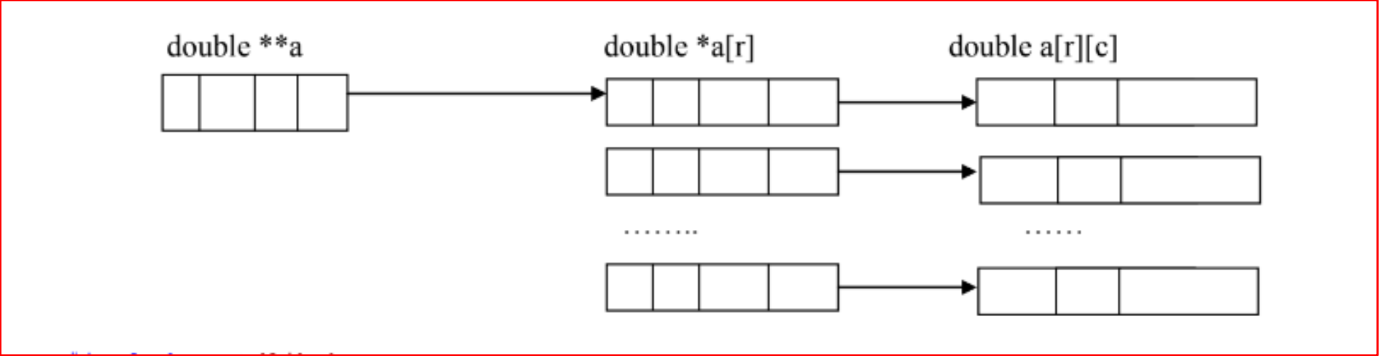 double **a double *a[r] double a[r][c]
……..
……